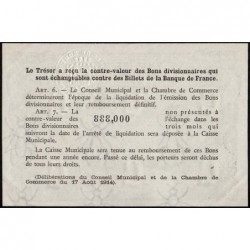 Le Trésor a reçu la contre-valeur des Bons divisionnaires qui
sont échangeables contre des Billets de la Banque de France.
ART. 6. - Le Conseil Municipal et la Chambre de Commerce
détermineront l'époque de la liquidation de l'émission des Bons
divisionnaires et leur remboursement définitif.
ART. 7. - La contre-valeur des Bons divisionnaires non présentés à l'échange dans les trois mois qui
888,000
suivront la date de l'arrêté de liquidation sera déposée à la Caisse
Municipale.
La Caisse Municipale sera tenue au remboursement de ces Bons
pendant une année encore. Passé ce délai, les porteurs seront déchus
de tous leurs droits.
(Délibérations du Conseil Municipal et de la Chambre de
Commerce du 17 Août 1914).